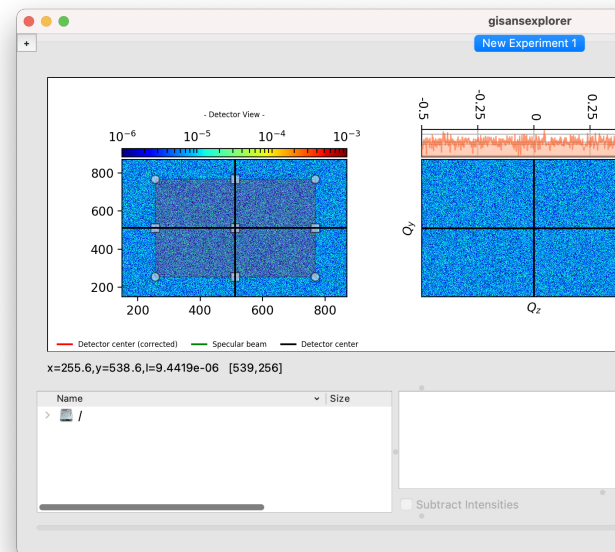 gisansexplorer
+
New Experiment 1
-0.5
-0.25
0
0.25
- Detector View -
10⁻⁶ 10⁻⁵ 10⁻⁴ 10⁻³
800
600
400
200
200 400 600 800
Qy
Qz
Detector center (corrected) Specular beam Detector center
x=255.6,y=538.6,I=9.4419e-06 [539,256]
Name Size
/
Subtract Intensities